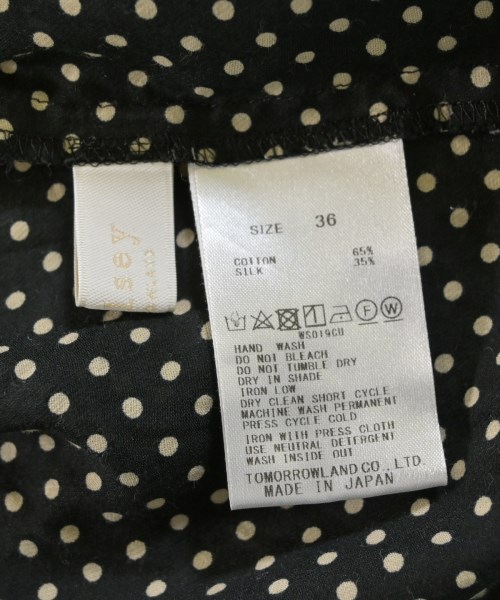 SIZE 36
COTTON 65%
SILK 35%
F W
WS019CU
HAND WASH
DO NOT BLEACH
DO NOT TUMBLE DRY
DRY IN SHADE
IRON LOW
DRY CLEAN SHORT CYCLE
MACHINE WASH PERMANENT
PRESS CYCLE COLD
IRON WITH PRESS CLOTH
USE NEUTRAL DETERGENT
WASH INSIDE OUT
TOMORROWLAND CO., LTD.
MADE IN JAPAN